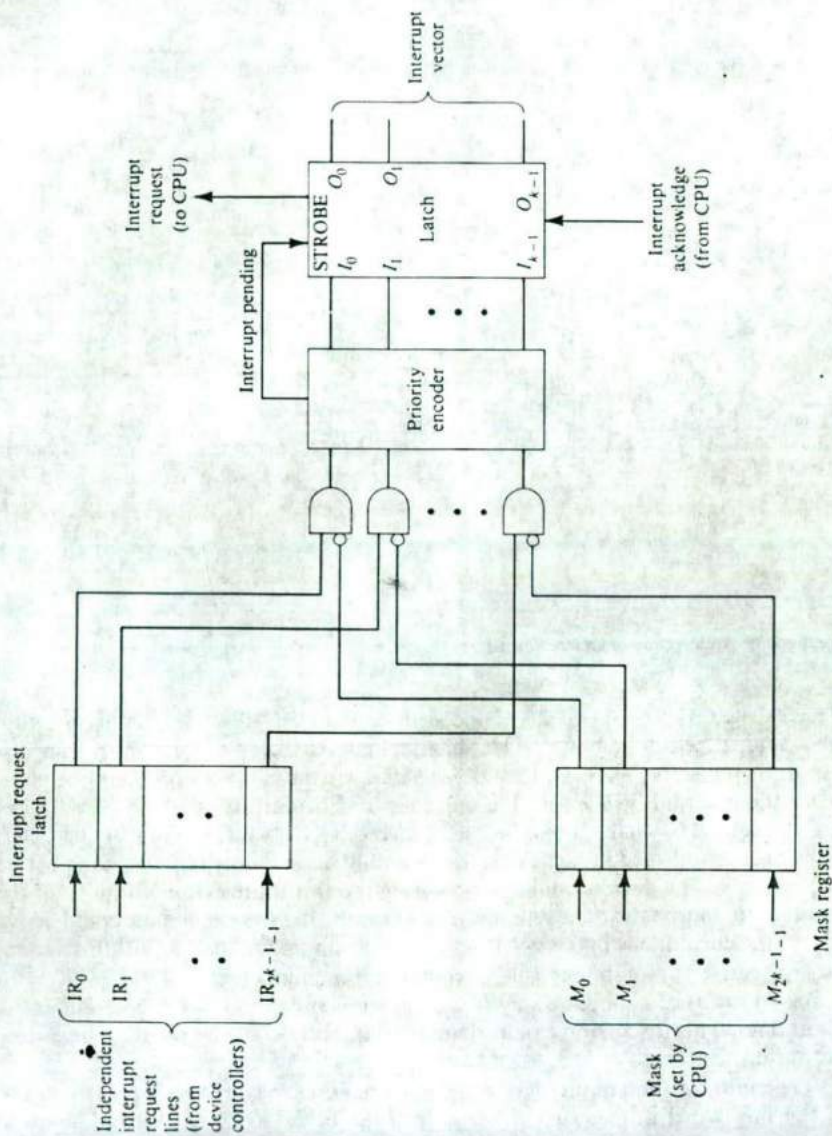 Interrupt request
latch
Independent
interrupt
request
lines
(from
device
controllers)
IR₀
IR₁
IR₂ₖ₋₁₋₁
Mask
(set by
CPU)
M₀
M₁
M₂ₖ₋₁₋₁
Mask register
Priority
encoder
Interrupt pending
STROBE
I₀ O₀
I₁ O₁
Latch
Iₖ₋₁ Oₖ₋₁
Interrupt
request
(to CPU)
Interrupt
vector
Interrupt
acknowledge
(from CPU)